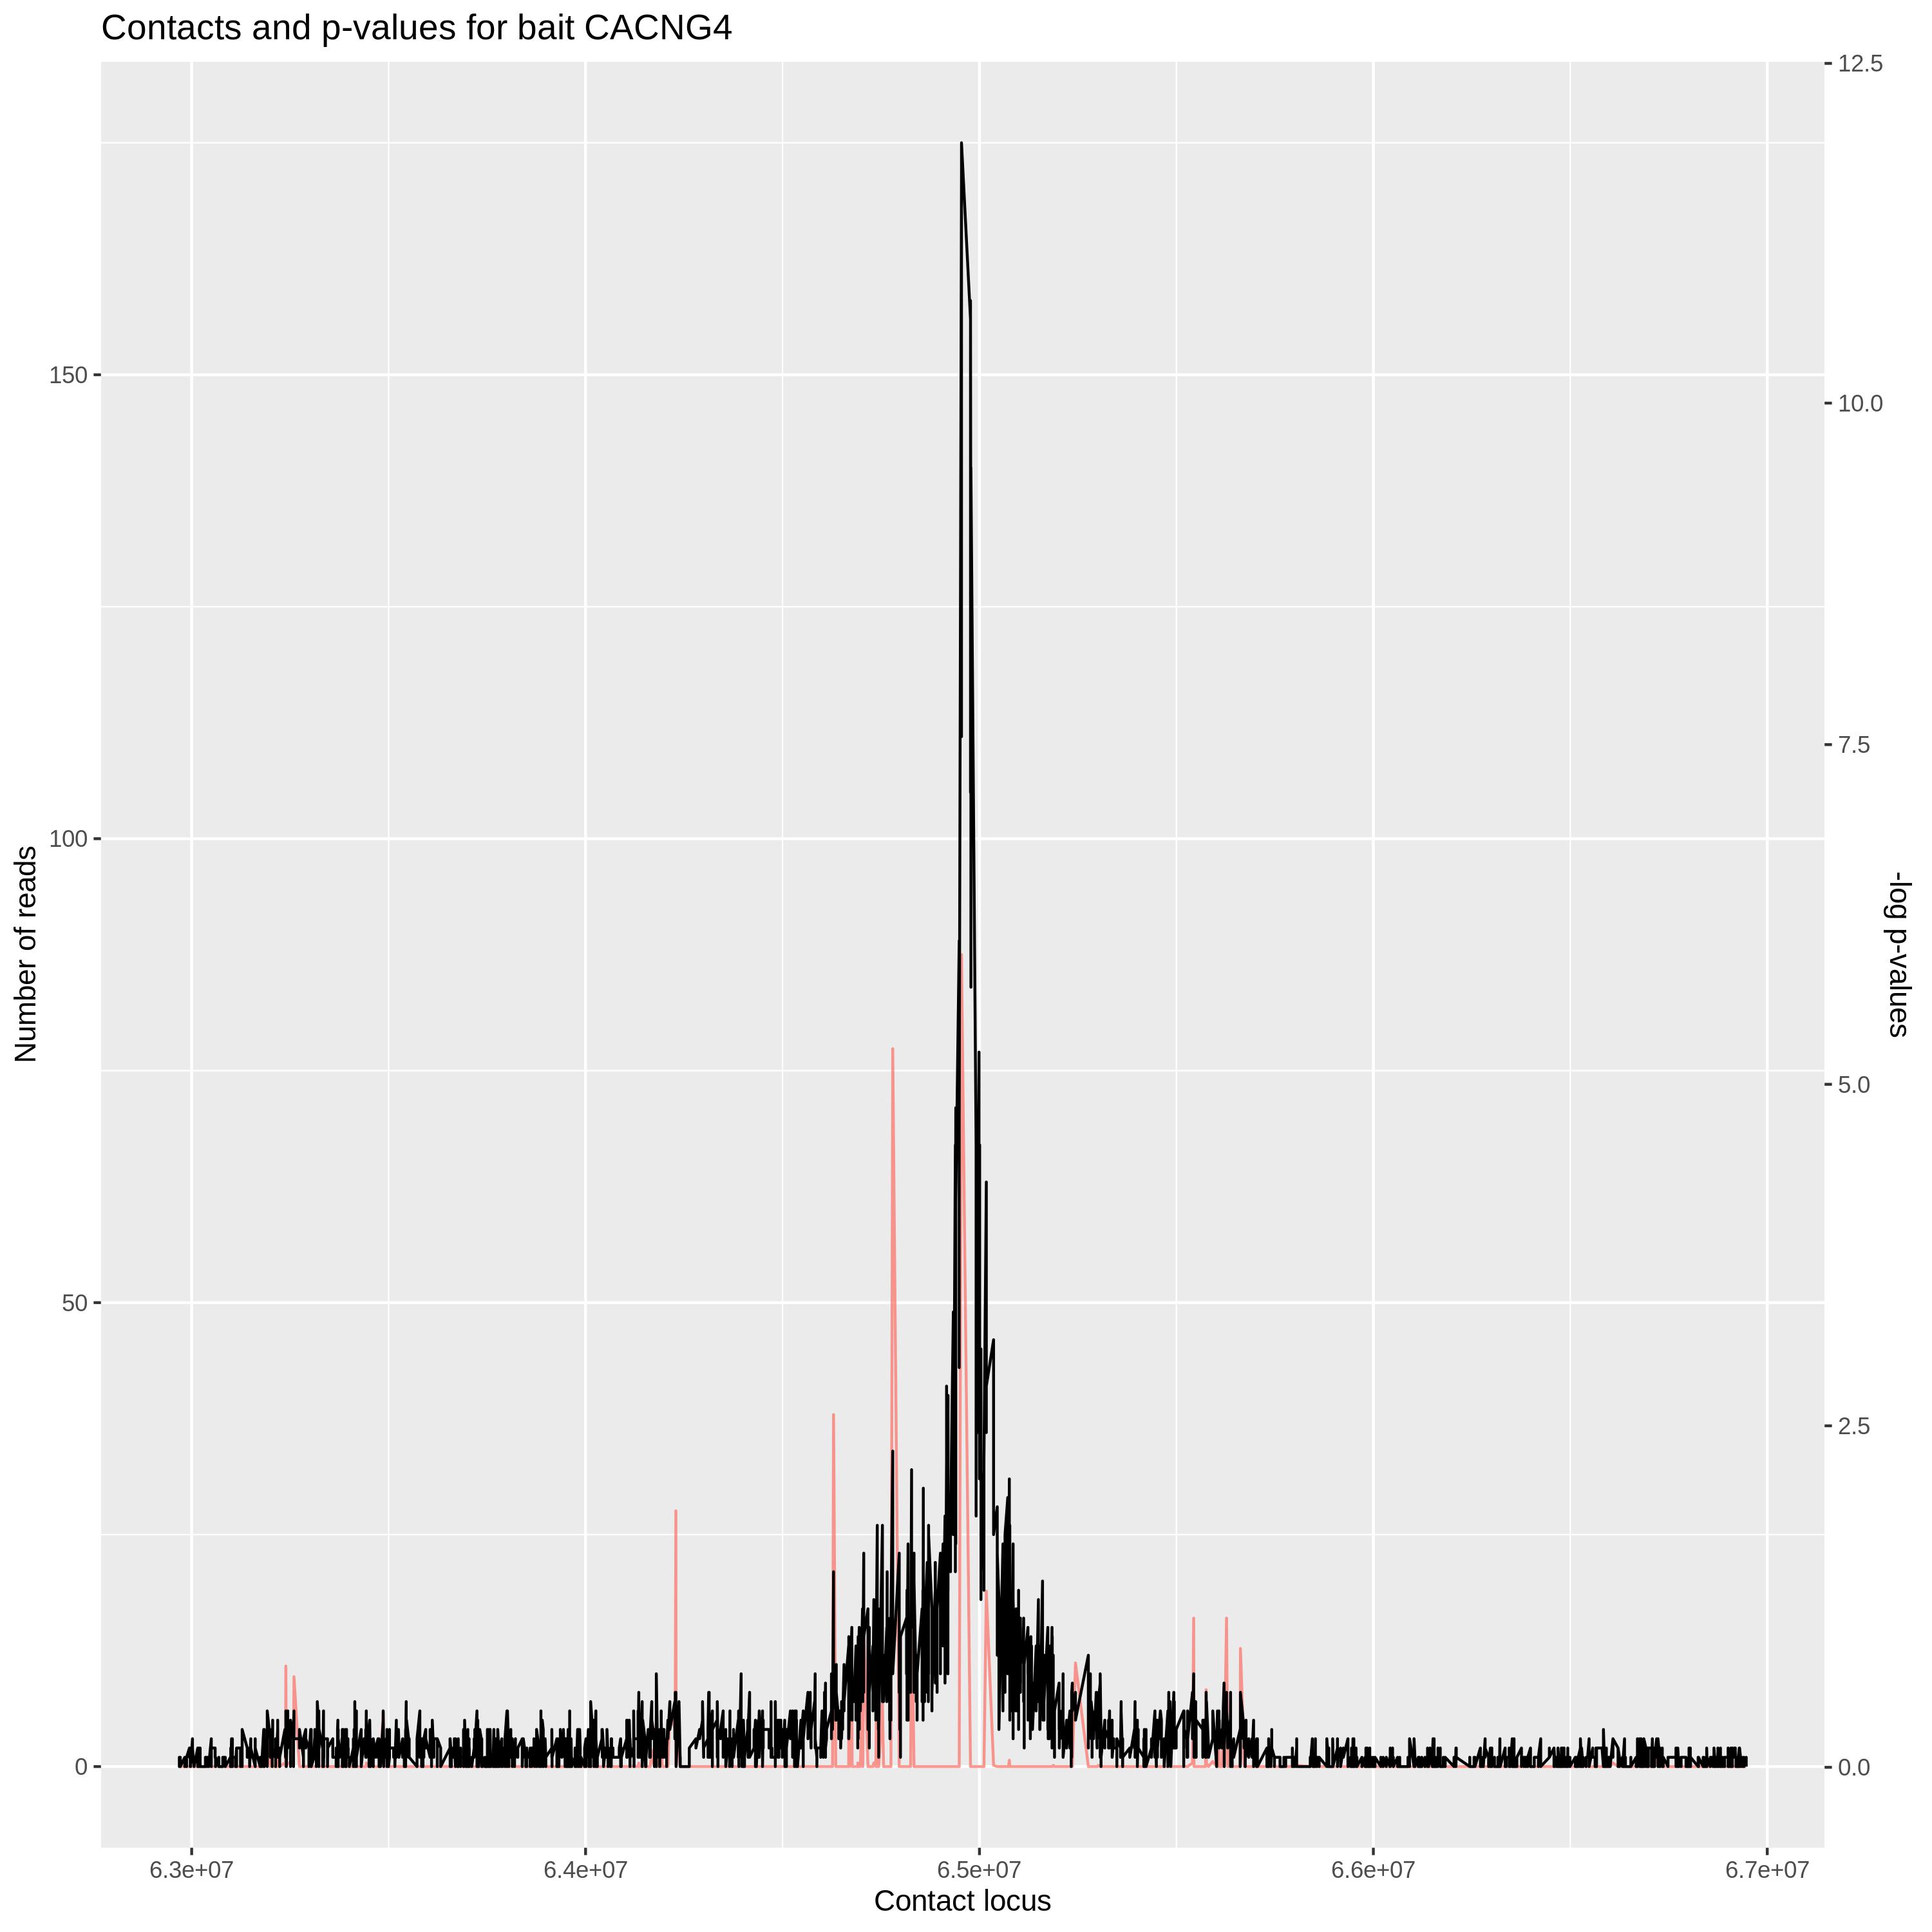 Contacts and p-values for bait CACNG4
12.5
150
10.0
7.5
100
Number of reads
-log p-values
5.0
50
2.5
0
0.0
6.3e+07
6.4e+07
6.5e+07
6.6e+07
6.7e+07
Contact locus